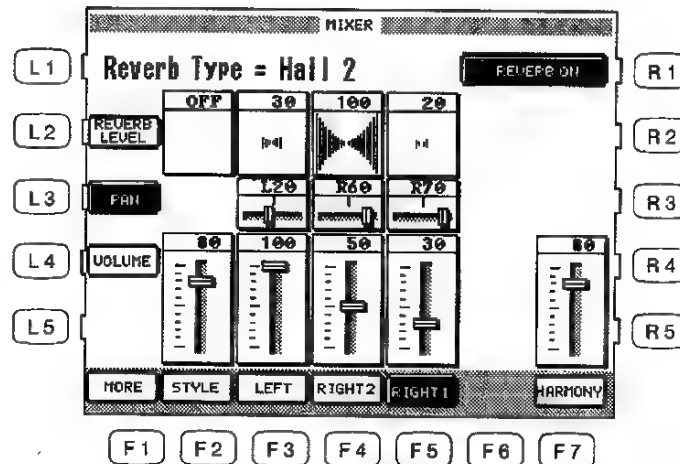 MIXER
L1 Reverb Type = Hall 2 REVERB ON R1
OFF 30 100 20
L2 REVERB LEVEL R2
L20 R60 R70
L3 PAN R3
80 100 50 30 80
L4 VOLUME R4
L5 R5
MORE STYLE LEFT RIGHT2 RIGHT1 HARMONY
F1 F2 F3 F4 F5 F6 F7